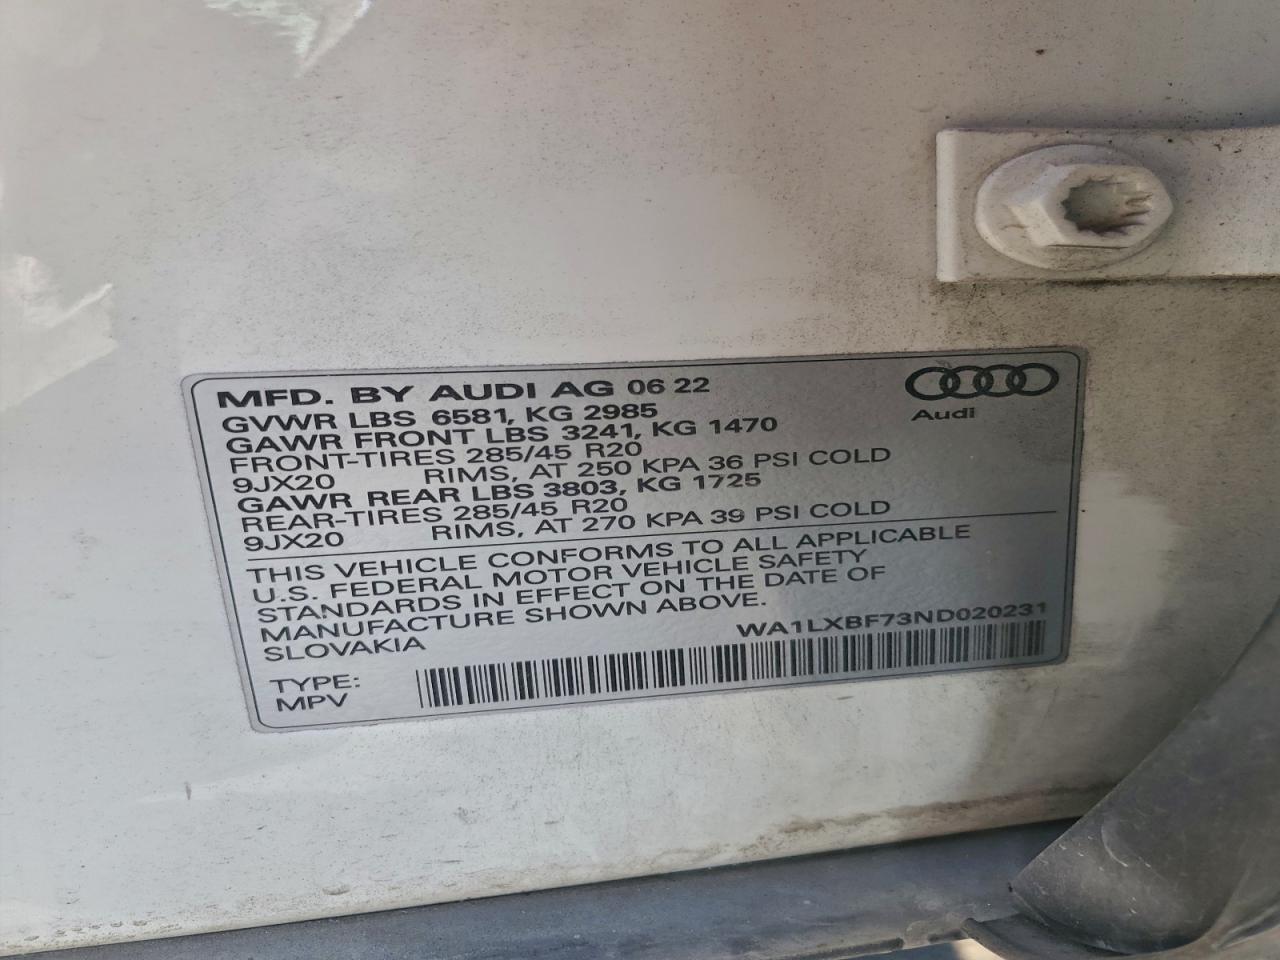 MFD. BY AUDI AG 06 22
Audi
GVWR LBS 6581, KG 2985
GAWR FRONT LBS 3241, KG 1470
FRONT-TIRES 285/45 R20
9JX20 RIMS, AT 250 KPA 36 PSI COLD
GAWR REAR LBS 3803, KG 1725
REAR-TIRES 285/45 R20
9JX20 RIMS, AT 270 KPA 39 PSI COLD
THIS VEHICLE CONFORMS TO ALL APPLICABLE
U.S. FEDERAL MOTOR VEHICLE SAFETY
STANDARDS IN EFFECT ON THE DATE OF
MANUFACTURE SHOWN ABOVE.
SLOVAKIA
WA1LXBF73ND020231
TYPE:
MPV